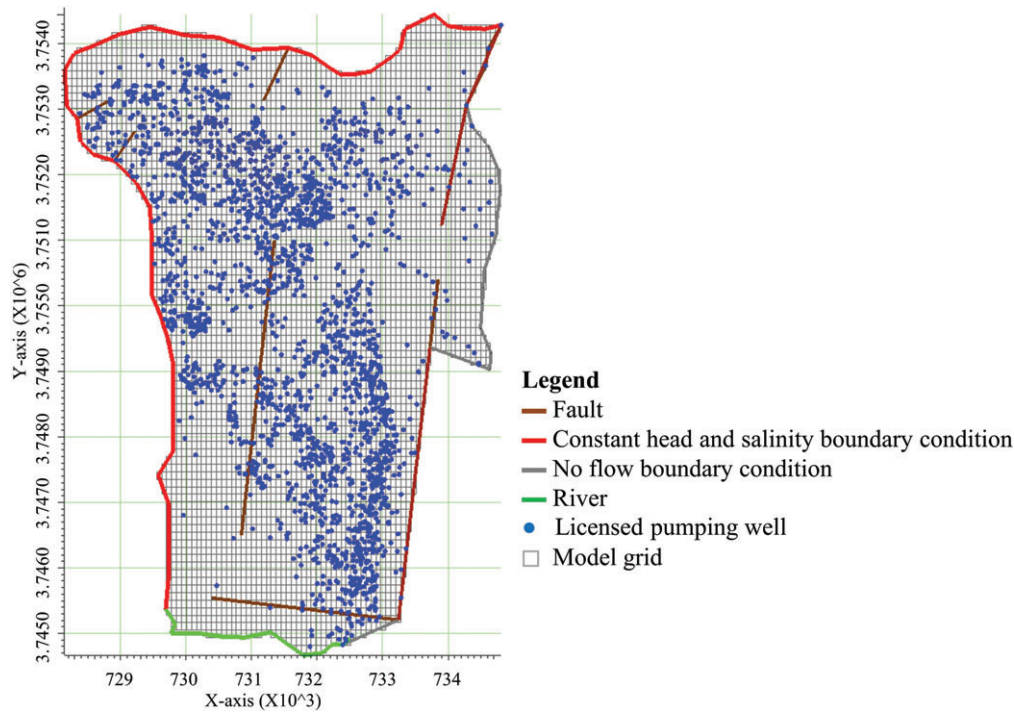 Y-axis (X10^6)
3.7540
3.7530
3.7520
3.7510
3.7550
3.7490
3.7480
3.7470
3.7460
3.7450
729 730 731 732 733 734
X-axis (X10^3)
Legend
Fault
Constant head and salinity boundary condition
No flow boundary condition
River
Licensed pumping well
Model grid